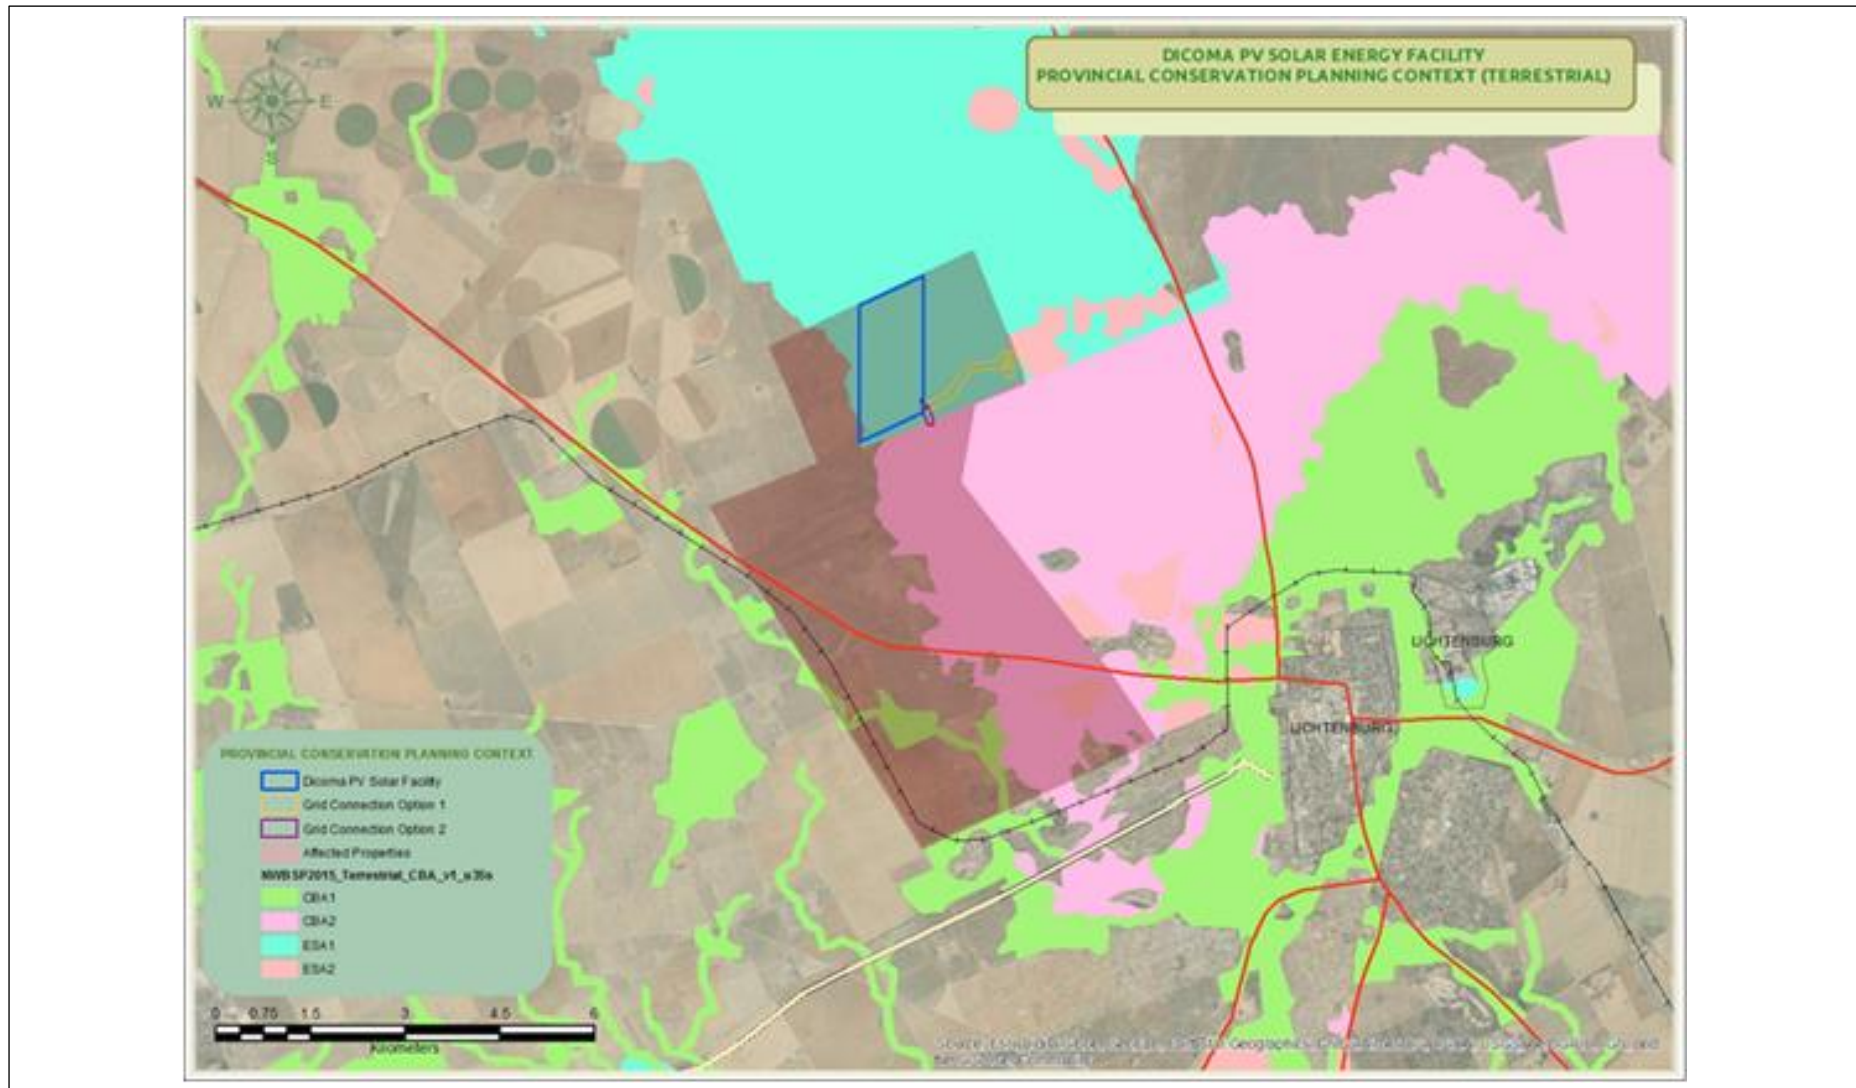 DICOMA PV SOLAR ENERGY FACILITY
PROVINCIAL CONSERVATION PLANNING CONTEXT (TERRESTRIAL)
N
W E
S
LICHTENBURG
LICHTENBURG
PROVINCIAL CONSERVATION PLANNING CONTEXT
Dicoma PV Solar Facility
Grid Connection Option 1
Grid Connection Option 2
Affected Properties
NWBSP2015_Terrestrial_CBA_v1_s35s
CBA1
CBA2
ESA1
ESA2
0 0.75 1.5 3 4.5 6
Kilometers